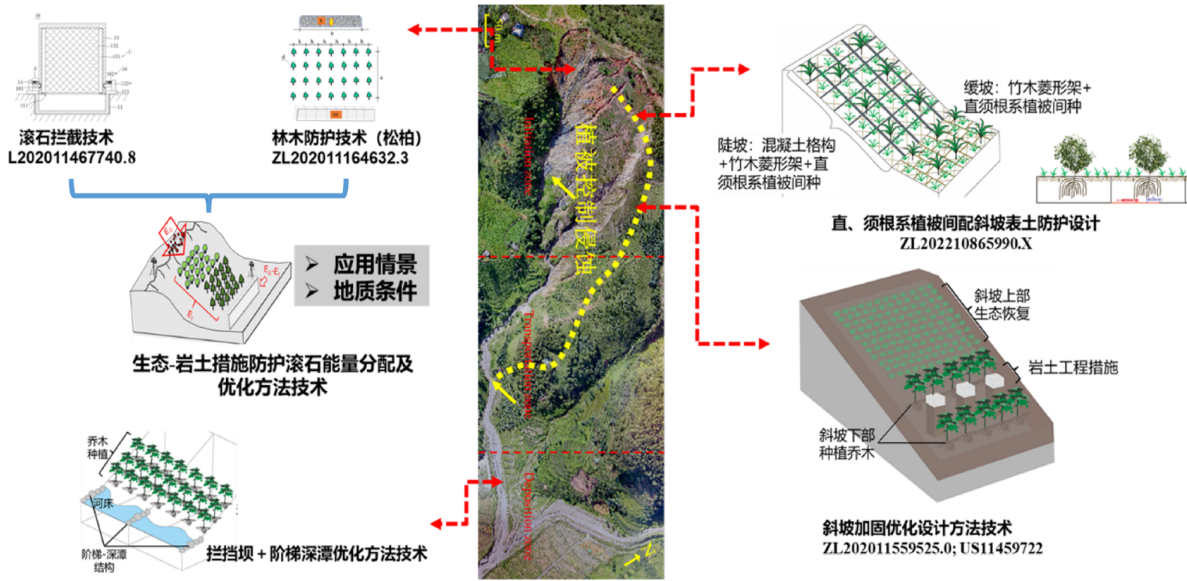 滚石拦截技术
L202011467740.8
林木防护技术（松柏）
ZL202011164632.3
➢ 应用情景
➢ 地质条件
生态-岩土措施防护滚石能量分配及
优化方法技术
乔木
种植
河床
阶梯-深潭
结构
拦挡坝 + 阶梯深潭优化方法技术
50 m
植被控制侵蚀
Deposition zone
N
缓坡：竹木菱形架+
直须根系植被间种
陡坡：混凝土格构
+竹木菱形架+直
须根系植被间种
直、须根系植被间配斜坡表土防护设计
ZL202210865990.X
斜坡上部
生态恢复
岩土工程措施
斜坡下部
种植乔木
斜坡加固优化设计方法技术
ZL202011559525.0; US11459722